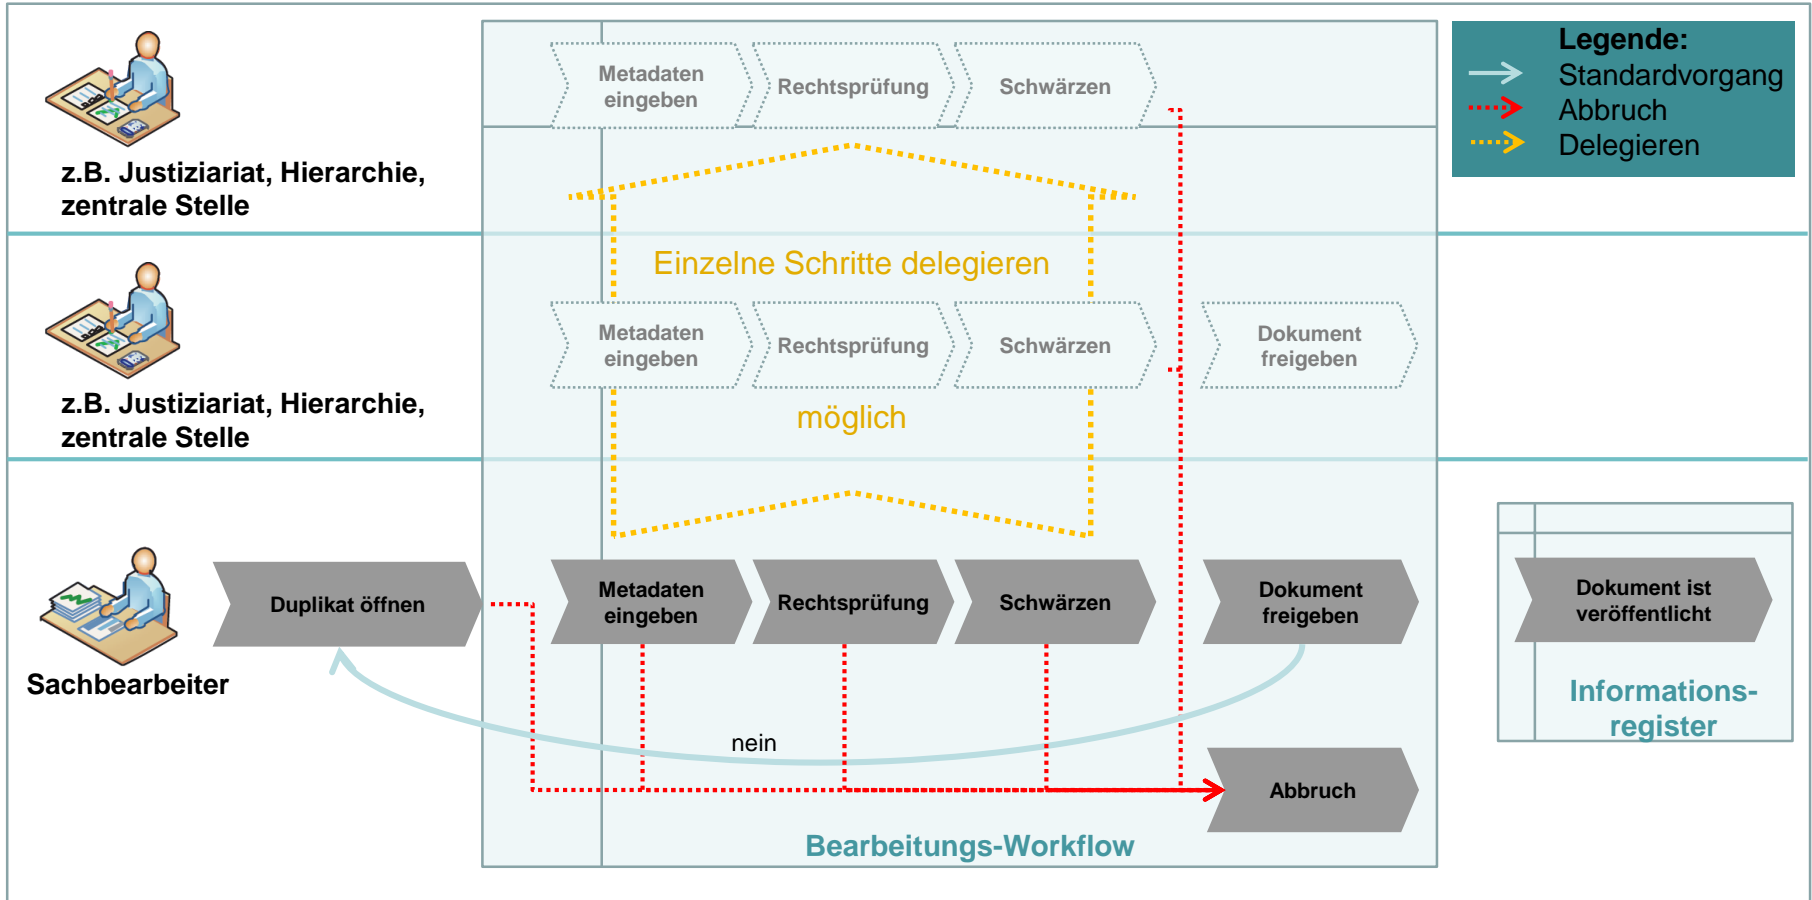 Metadaten
eingeben
Rechtsprüfung
Schwärzen
Legende:
Standardvorgang
Abbruch
Delegieren
z.B. Justiziariat, Hierarchie,
zentrale Stelle
Einzelne Schritte delegieren
Metadaten
eingeben
Rechtsprüfung
Schwärzen
Dokument
freigeben
z.B. Justiziariat, Hierarchie,
zentrale Stelle
möglich
Duplikat öffnen
Metadaten
eingeben
Rechtsprüfung
Schwärzen
Dokument
freigeben
Dokument ist
veröffentlicht
Sachbearbeiter
Informations-
register
nein
Abbruch
Bearbeitungs-Workflow